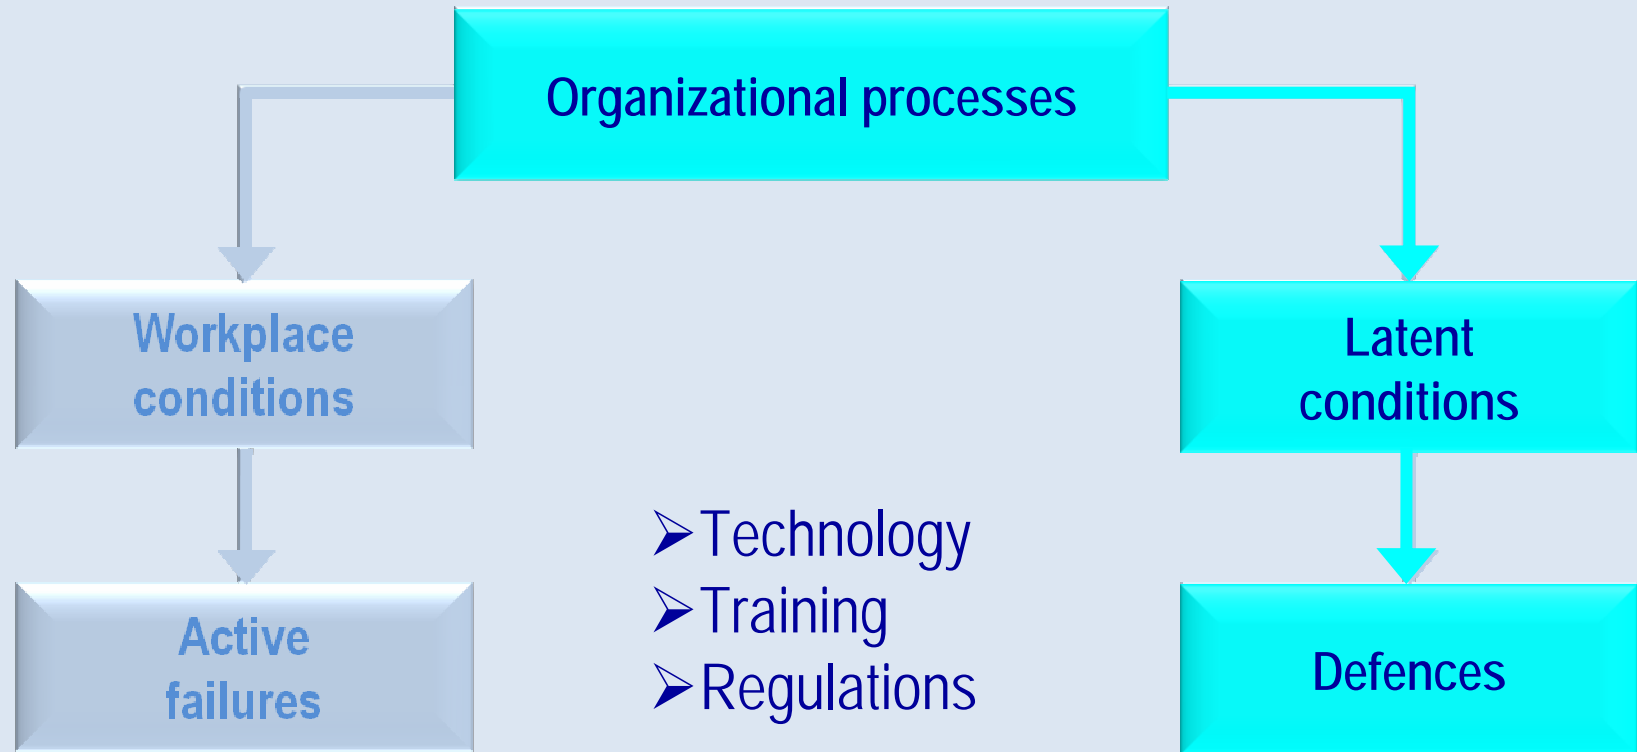 Organizational processes
Workplace
conditions
Latent
conditions
➢Technology
➢Training
➢Regulations
Active
failures
Defences